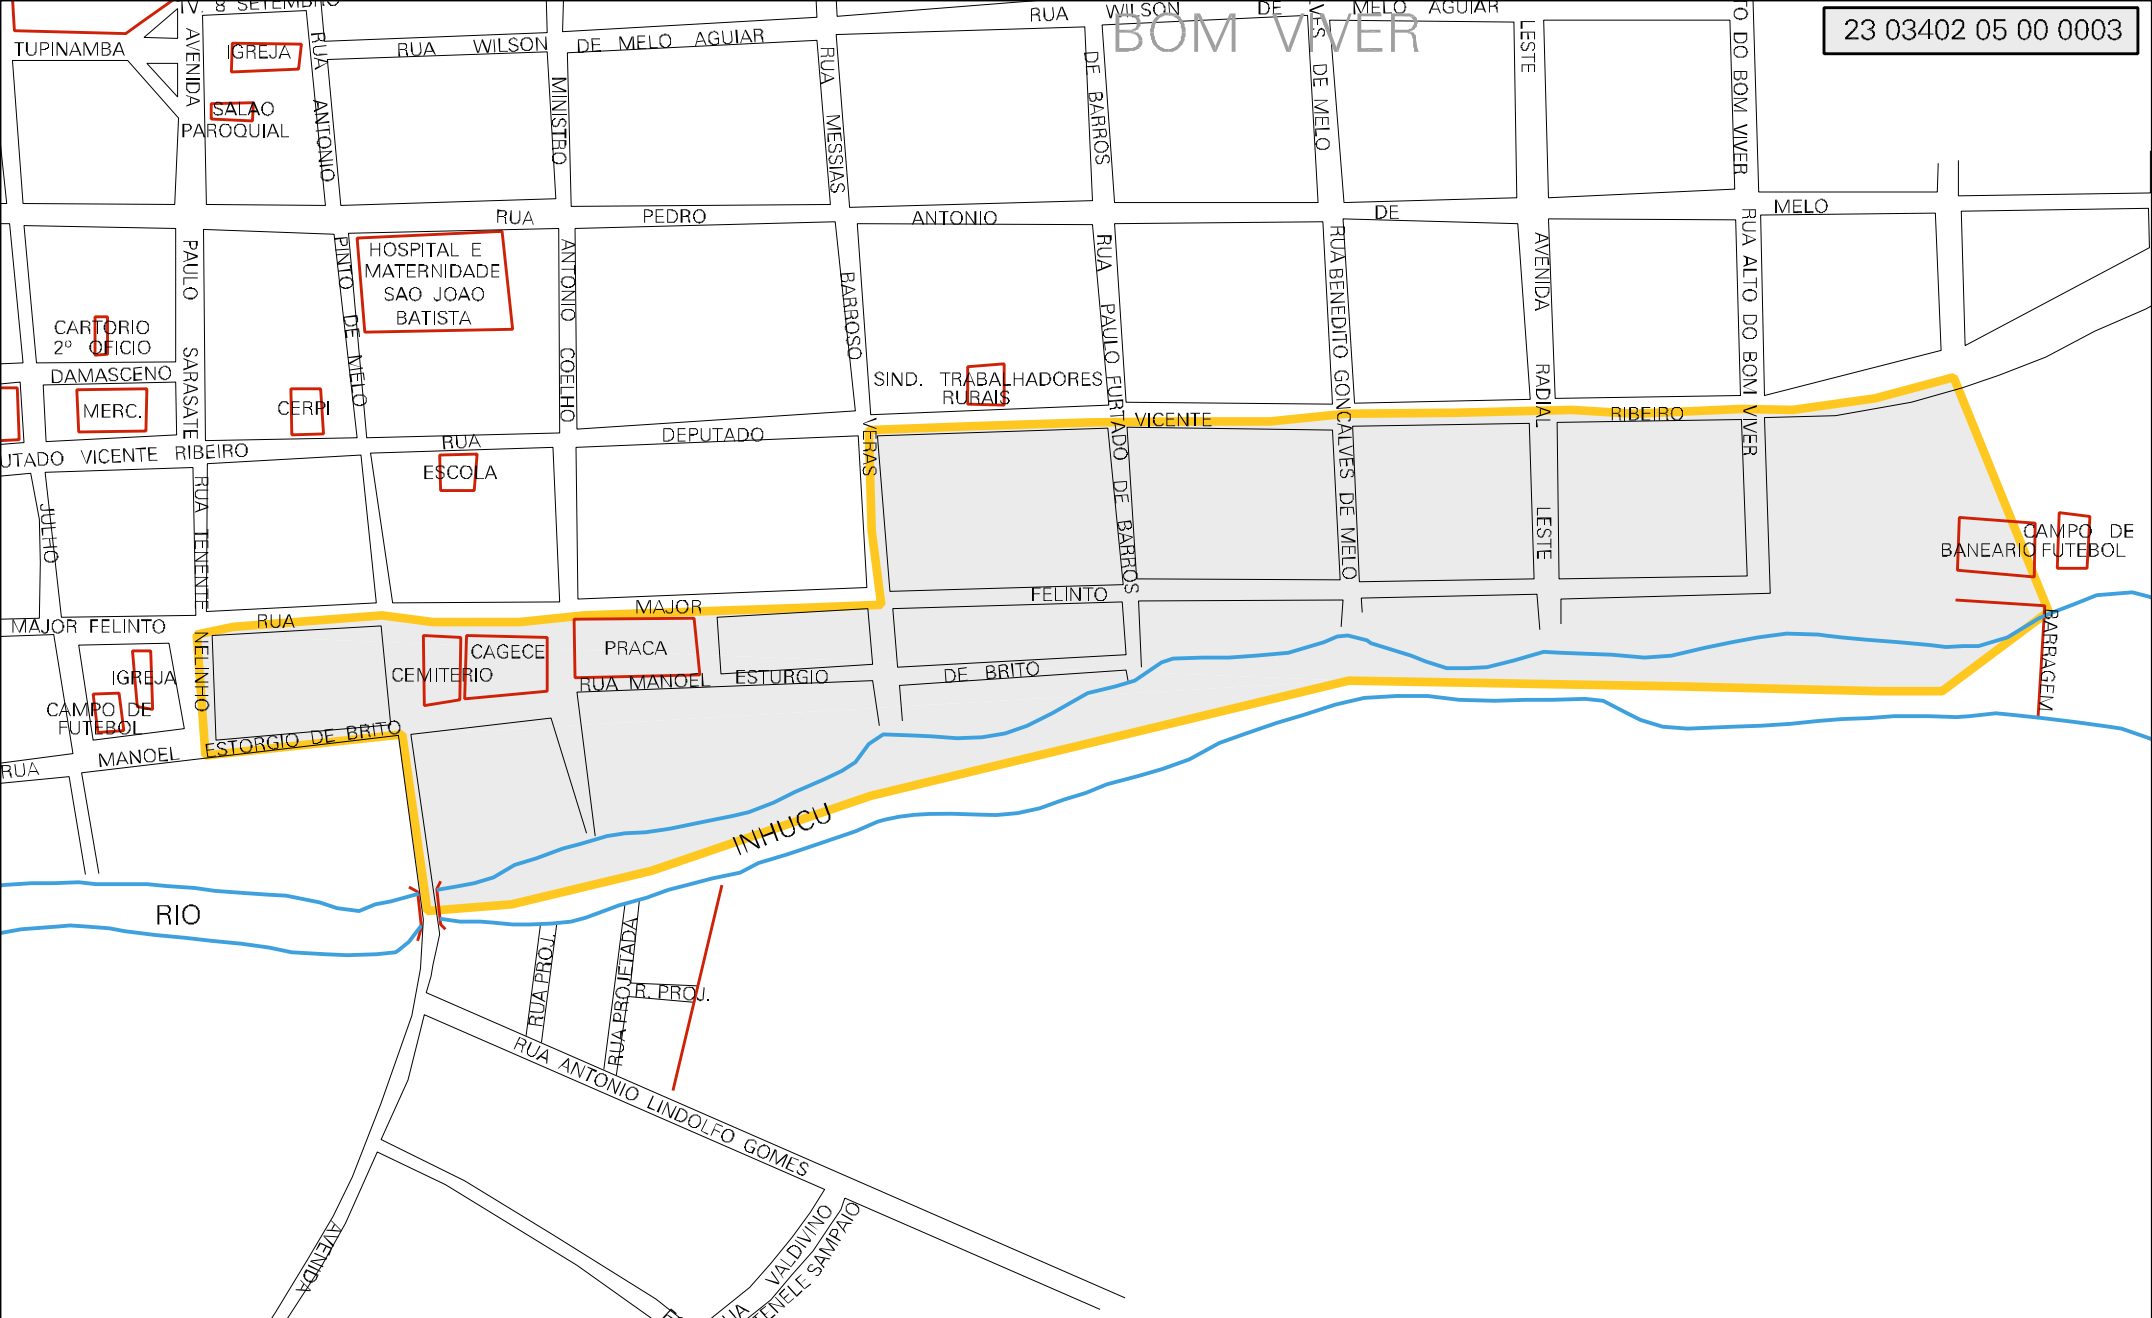 IV. 8 SETEMBRO
RUA WILSON DE MELO AGUIAR
BOM VIVER
23 03402 05 00 0003
TUPINAMBA
AVENIDA
IGREJA
RUA ANTONIO
RUA WILSON DE MELO AGUIAR
SALAO
PAROQUIAL
MINISTRO
RUA MESSIAS
DE BARROS
VES DE MELO
LESTE
TO DO BOM VIVER
RUA PEDRO ANTONIO DE MELO
PAULO SARASATE
PINTO DE MELO
HOSPITAL E
MATERNIDADE
SAO JOAO
BATISTA
ANTONIO COELHO
BARROSO
VERAS
RUA PAULO FURTADO DE BARROS
RUA BENEDITO GONCALVES DE MELO
AVENIDA RADIAL LESTE
RUA ALTO DO BOM VIVER
CARTORIO
2º OFICIO
DAMASCENO
MERC.
CERPI
SIND. TRABALHADORES
RURAIS
UTADO VICENTE RIBEIRO
RUA DEPUTADO VICENTE RIBEIRO
ESCOLA
JULHO
RUA TENENTE
NELINHO
CAMPO DE
FUTEBOL
BANEARIO
BARRAGEM
MAJOR FELINTO
RUA MAJOR FELINTO
IGREJA
CAMPO DE
FUTEBOL
CEMITERIO
CAGECE
PRACA
RUA MANOEL ESTURGIO DE BRITO
RUA MANOEL ESTORGIO DE BRITO
RIO INHUCU
RUA PROJ.
RUA PROJETADA
R. PROJ.
RUA ANTONIO LINDOLFO GOMES
AVENIDA
VALDIVINO
TENELE SAMPAIO
UA